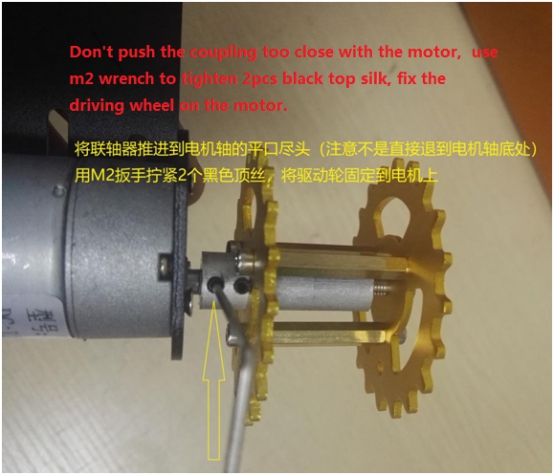 Don't push the coupling too close with the motor, use
m2 wrench to tighten 2pcs black top silk, fix the
driving wheel on the motor.
将联轴器推进到电机轴的平口尽头（注意不是直接退到电机轴底处）
用M2扳手拧紧2个黑色顶丝，将驱动轮固定到电机上